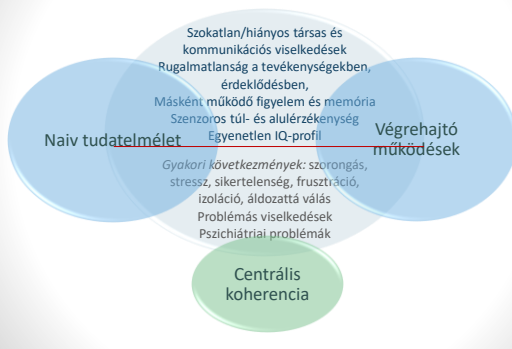 Szokatlan/hiányos társas és
kommunikációs viselkedések
Rugalmatlanság a tevékenységekben,
érdeklődésben,
Másként működő figyelem és memória
Szenzoros túl- és alulérzékenység
Egyenetlen IQ-profil
Naiv tudatelmélet
Végrehajtó
működések
Gyakori következmények: szorongás,
stressz, sikertelenség, frusztráció,
izoláció, áldozattá válás
Problémás viselkedések
Pszichiátriai problémák
Centrális
koherencia